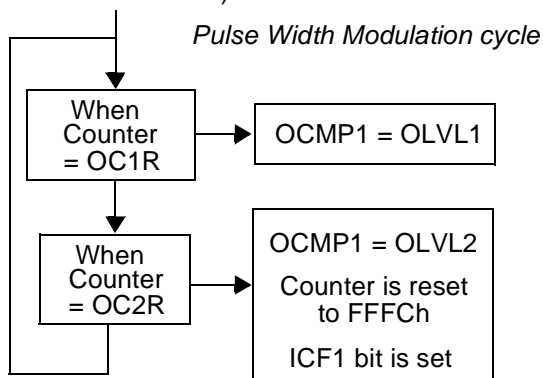 Pulse Width Modulation cycle
When
Counter
= OC1R
OCMP1 = OLVL1
When
Counter
= OC2R
OCMP1 = OLVL2
Counter is reset
to FFFCh
ICF1 bit is set